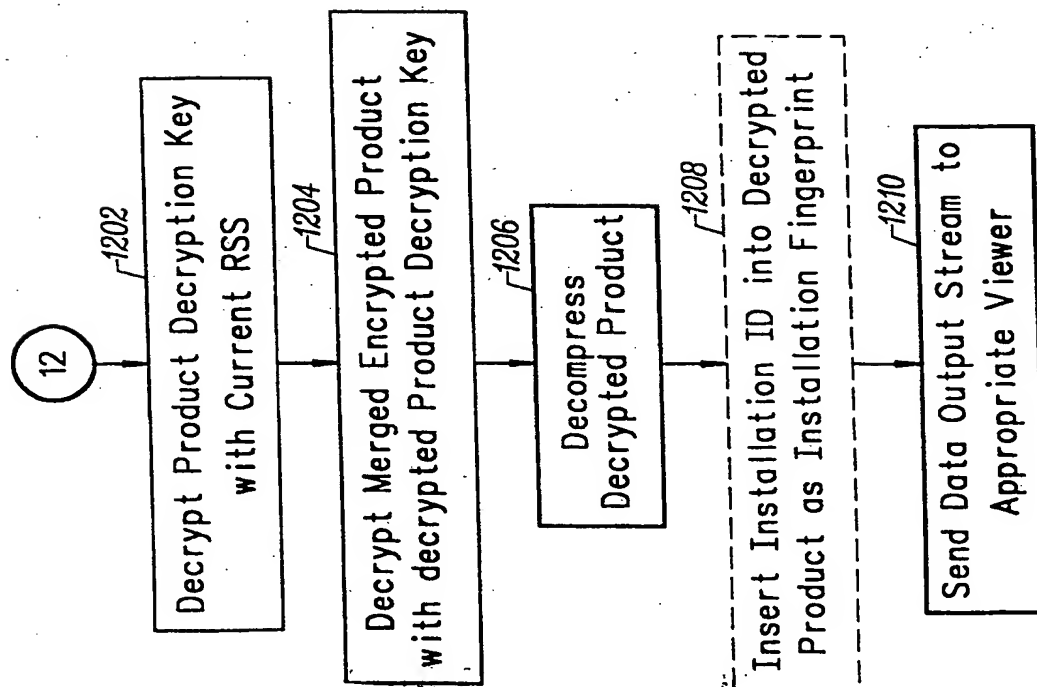 12
1202
Decrypt Product Decryption Key
with Current RSS
1204
Decrypt Merged Encrypted Product
with decrypted Product Decryption Key
1206
Decompress
Decrypted Product
1208
Insert Installation ID into Decrypted
Product as Installation Fingerprint
1210
Send Data Output Stream to
Appropriate Viewer